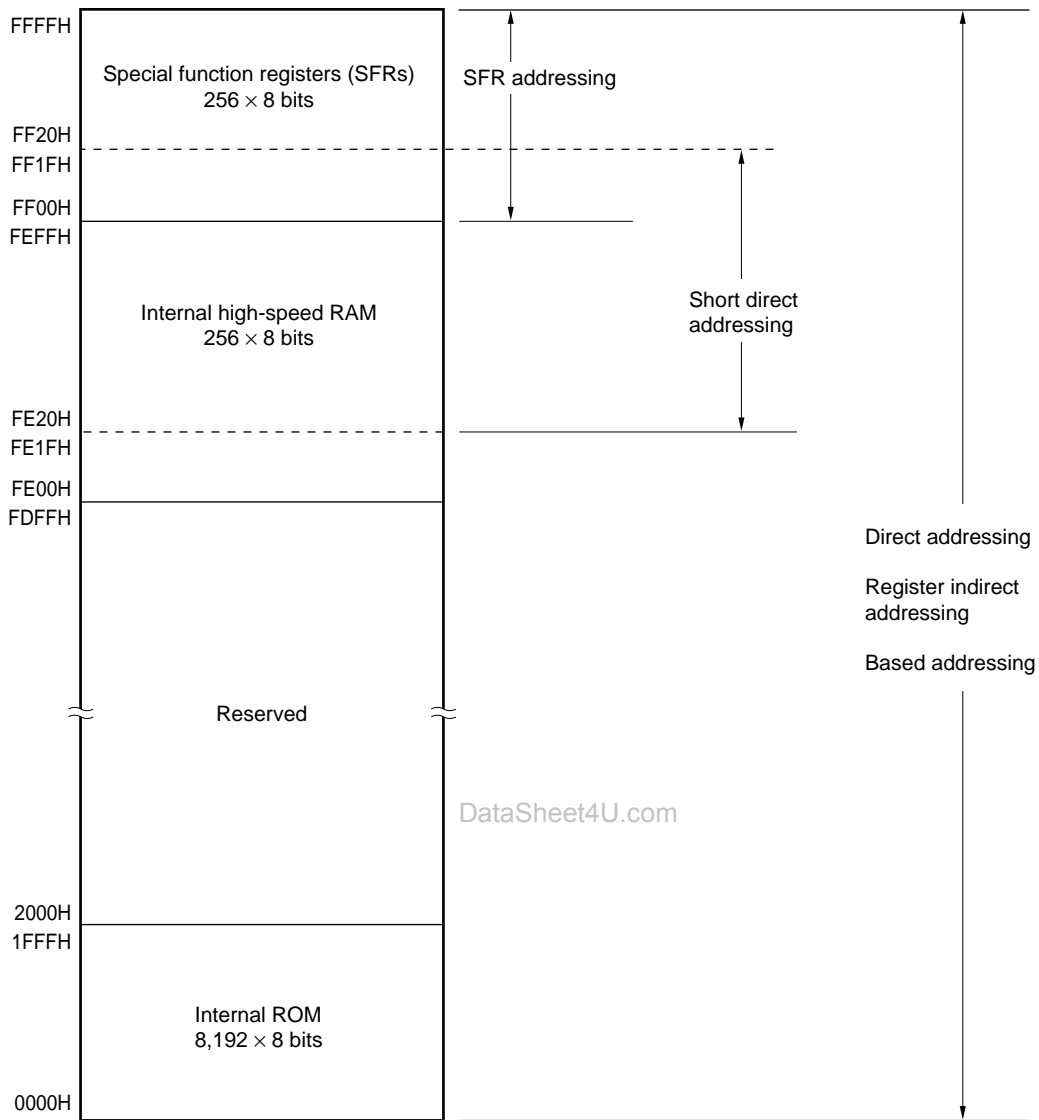 FFFFH
Special function registers (SFRs)
256 × 8 bits
SFR addressing
FF20H
FF1FH
FF00H
FEFFH
Internal high-speed RAM
256 × 8 bits
Short direct
addressing
FE20H
FE1FH
FE00H
FDFFH
Direct addressing
Register indirect
addressing
Based addressing
Reserved
DataSheet4U.com
2000H
1FFFH
Internal ROM
8,192 × 8 bits
0000H